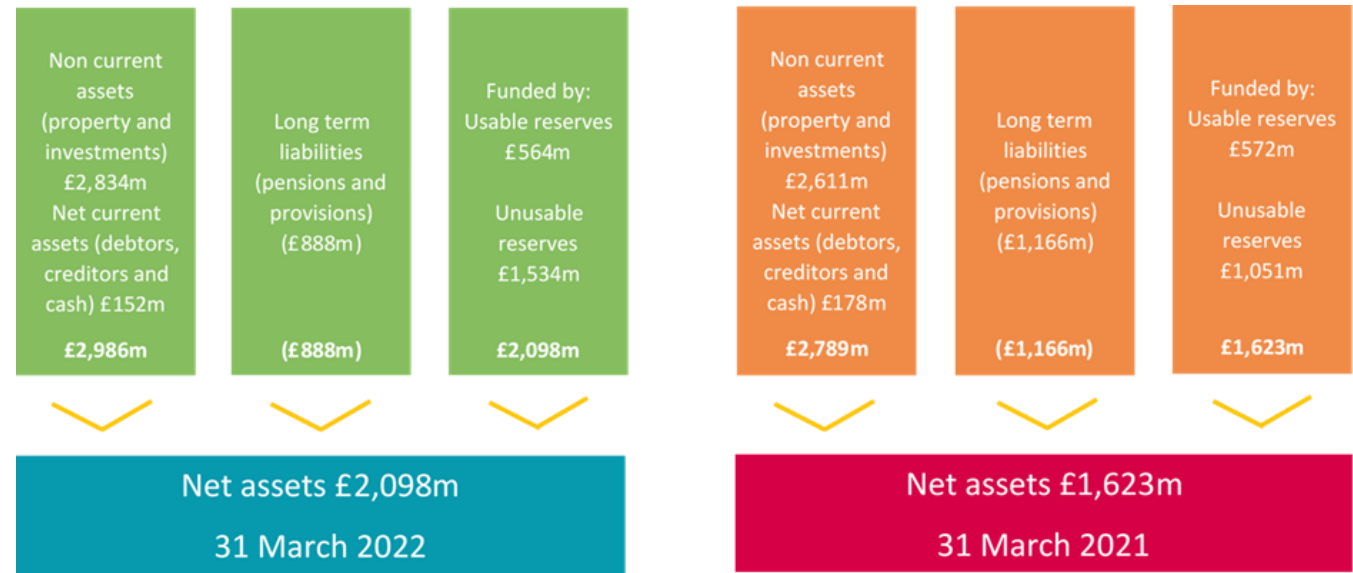 Non current
assets
(property and
investments)
£2,834m
Net current
assets (debtors,
creditors and
cash) £152m
£2,986m
Long term
liabilities
(pensions and
provisions)
(£888m)
(£888m)
Funded by:
Usable reserves
£564m
Unusable
reserves
£1,534m
£2,098m
Net assets £2,098m
31 March 2022
Non current
assets
(property and
investments)
£2,611m
Net current
assets (debtors,
creditors and
cash) £178m
£2,789m
Long term
liabilities
(pensions and
provisions)
(£1,166m)
(£1,166m)
Funded by:
Usable reserves
£572m
Unusable
reserves
£1,051m
£1,623m
Net assets £1,623m
31 March 2021